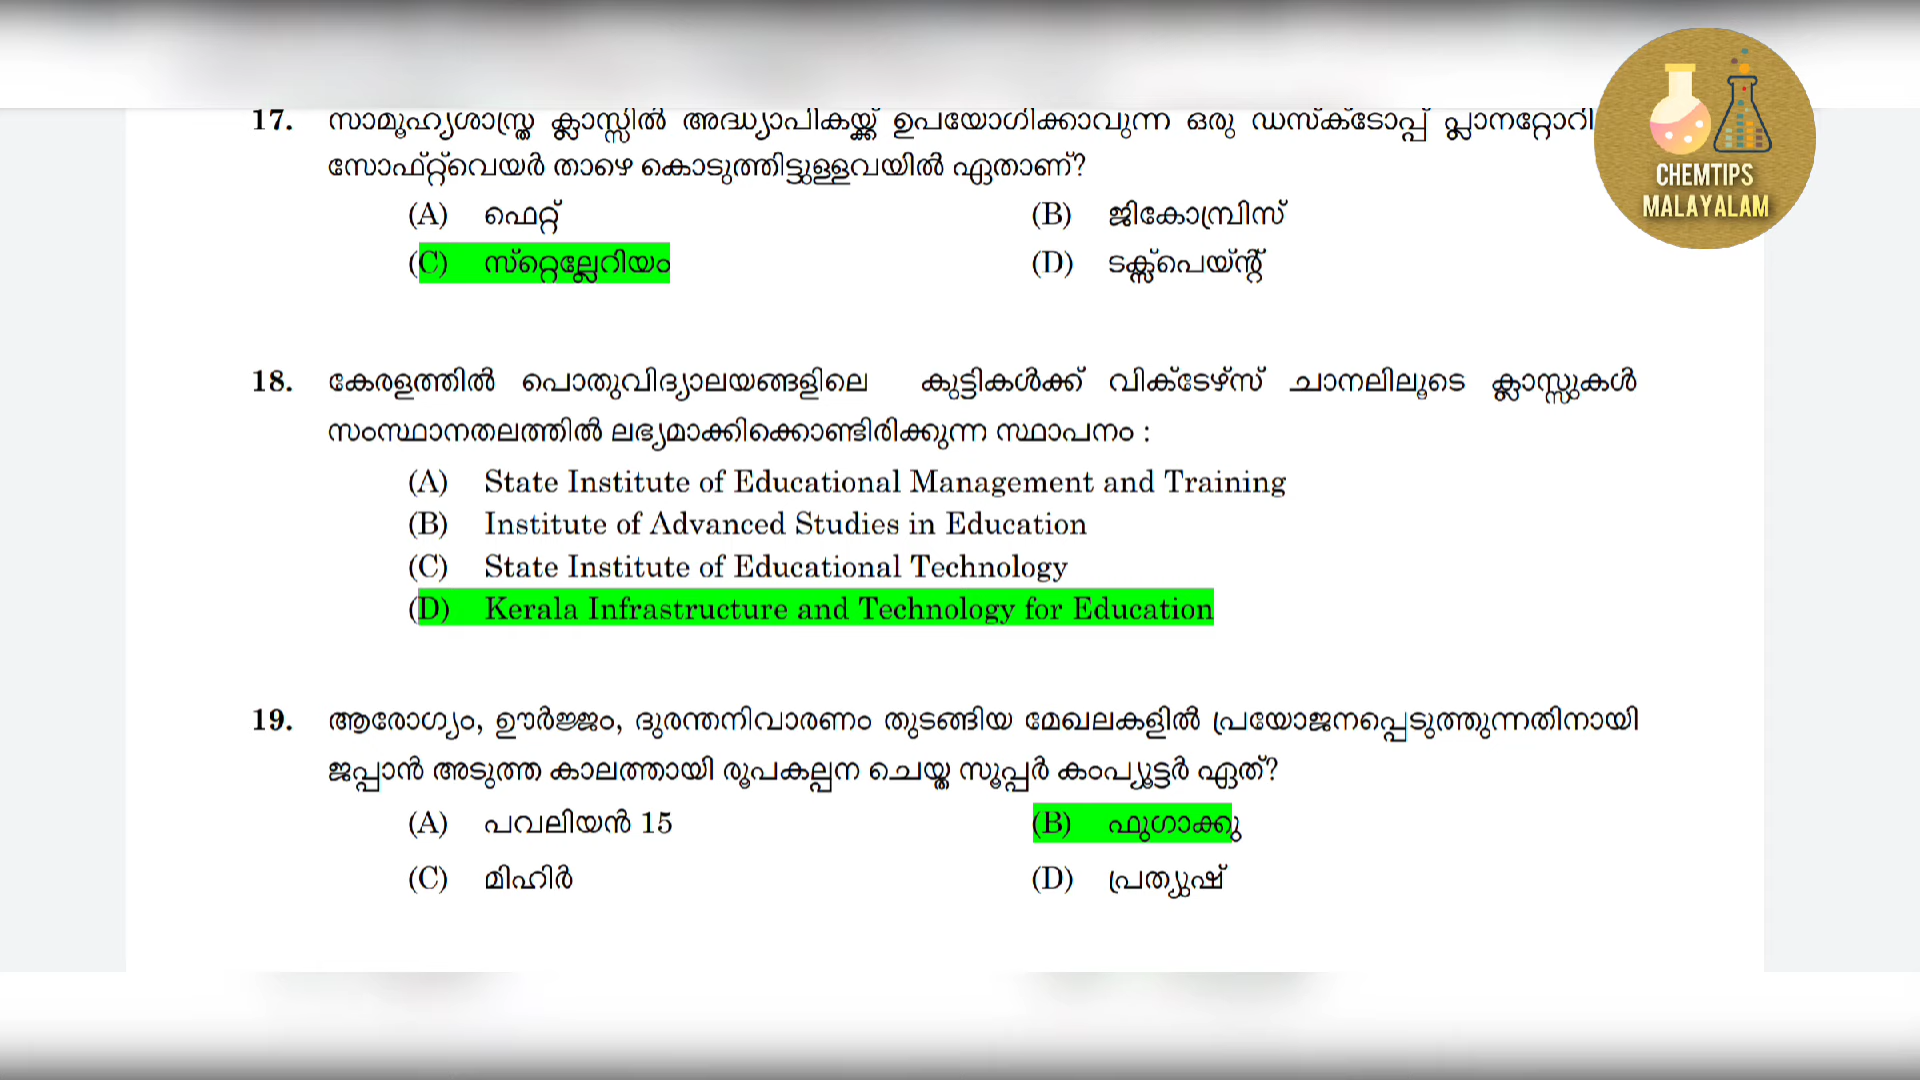 17. സാമൂഹ്യശാസ്ത്ര ക്ലാസ്സിൽ അദ്ധ്യാപികയ്ക്ക് ഉപയോഗിക്കാവുന്ന ഒരു ഡസ്ക്ടോപ്പ് പ്ലാനറ്റോറി
സോഫ്റ്റ്‌വെയർ താഴെ കൊടുത്തിട്ടുള്ളവയിൽ ഏതാണ്?
(A) ഫെറ്റ് (B) ജികോമ്പ്രിസ്
(C) സ്റ്റെല്ലേറിയം (D) ടക്സ്പെയ്ന്റ്
18. കേരളത്തിൽ പൊതുവിദ്യാലയങ്ങളിലെ കുട്ടികൾക്ക് വിക്ടേഴ്സ് ചാനലിലൂടെ ക്ലാസ്സുകൾ
സംസ്ഥാനതലത്തിൽ ലഭ്യമാക്കിക്കൊണ്ടിരിക്കുന്ന സ്ഥാപനം :
(A) State Institute of Educational Management and Training
(B) Institute of Advanced Studies in Education
(C) State Institute of Educational Technology
(D) Kerala Infrastructure and Technology for Education
19. ആരോഗ്യം, ഊർജ്ജം, ദുരന്തനിവാരണം തുടങ്ങിയ മേഖലകളിൽ പ്രയോജനപ്പെടുത്തുന്നതിനായി
ജപ്പാൻ അടുത്ത കാലത്തായി രൂപകല്പന ചെയ്ത സൂപ്പർ കംപ്യൂട്ടർ ഏത്?
(A) പവലിയൻ 15 (B) ഫുഗാക്കു
(C) മിഹിർ (D) പ്രത്യുഷ്
CHEMTIPS
MALAYALAM